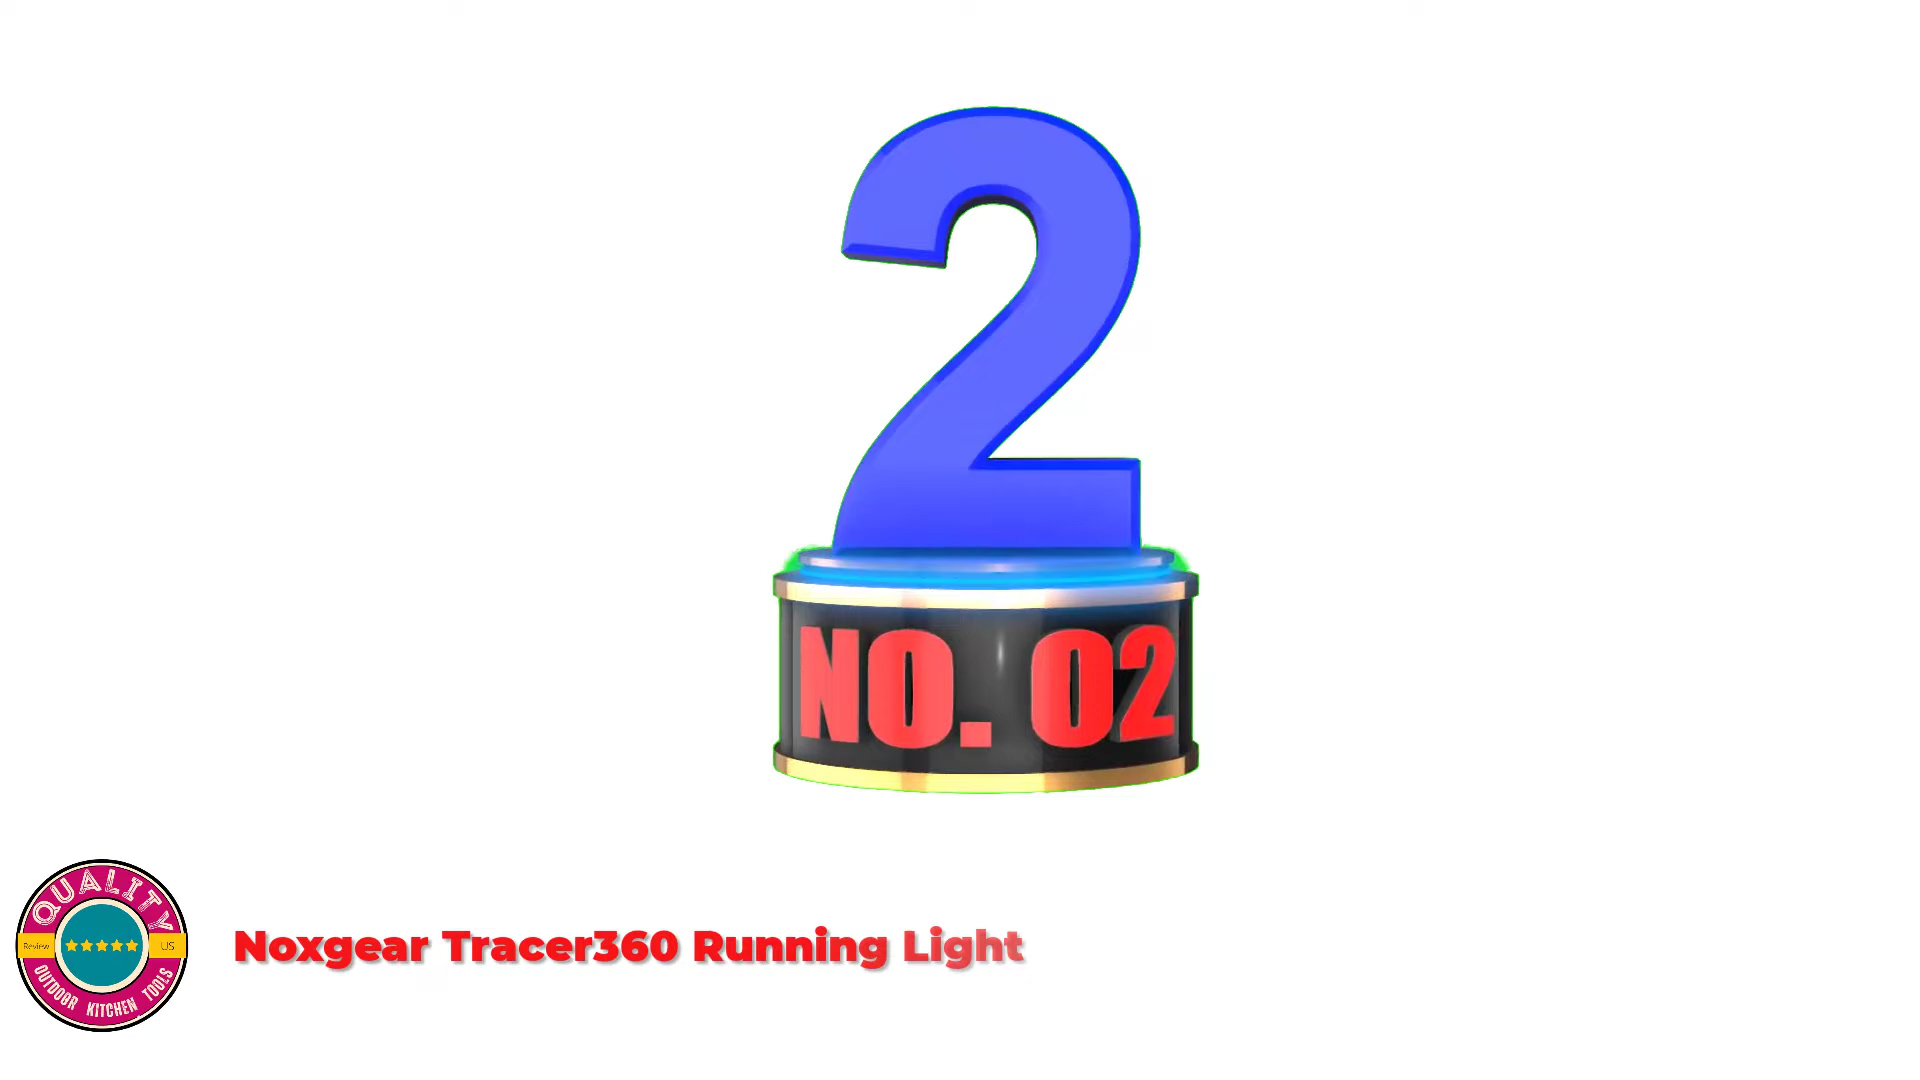 2
NO. 02
QUALITY
Review
US
OUTDOOR KITCHEN TOOLS
Noxgear Tracer360 Running Light